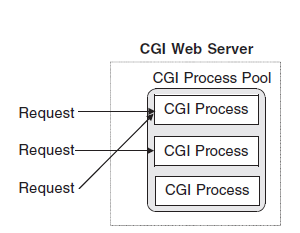 CGI Web Server
CGI Process Pool
Request
CGI Process
Request
CGI Process
Request
CGI Process